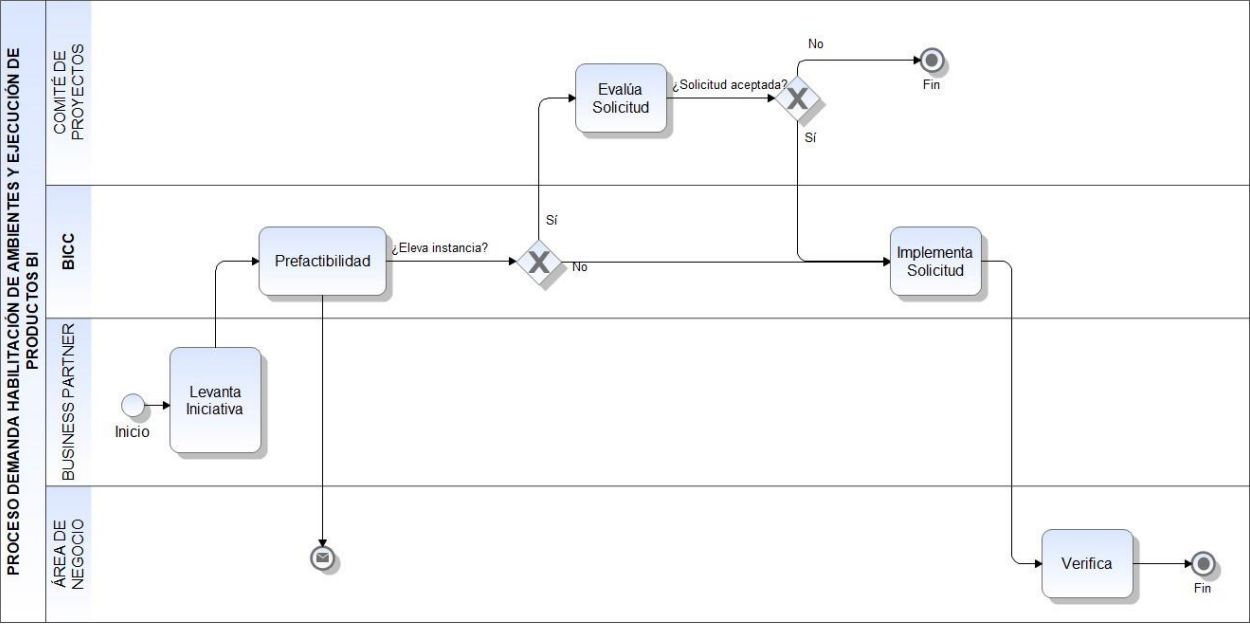 PROCESO DEMANDA HABILITACIÓN DE AMBIENTES Y EJECUCIÓN DE
PRODUCTOS BI
COMITÉ DE
PROYECTOS
Evalúa
Solicitud
¿Solicitud aceptada?
No
Fin
Sí
BICC
Prefactibilidad
¿Eleva instancia?
Sí
No
Implementa
Solicitud
BUSINESS PARTNER
Inicio
Levanta
Iniciativa
ÁREA DE
NEGOCIO
Verifica
Fin